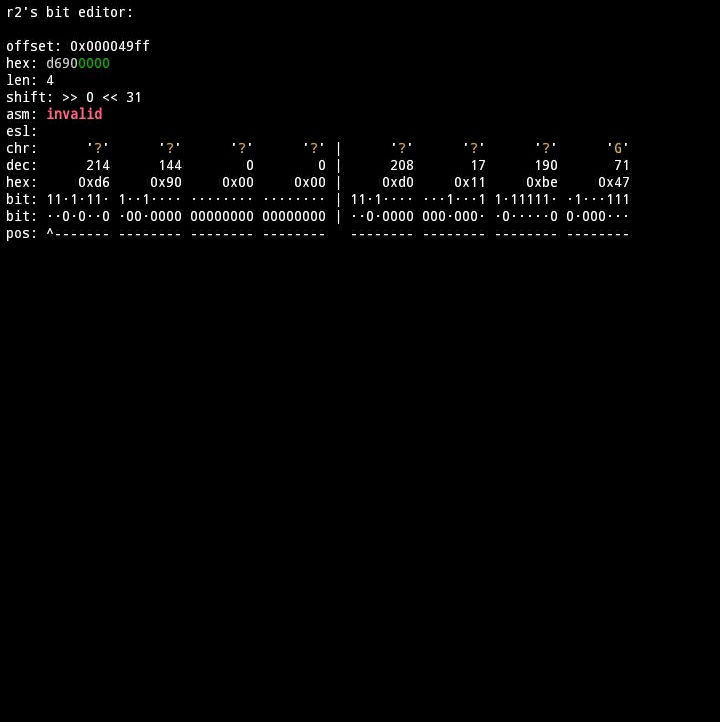 r2's bit editor:
offset: 0x000049ff
hex: d6900000
len: 4
shift: >> 0 << 31
asm: invalid
esl:
chr:      '?'      '?'      '?'      '?' |      '?'      '?'      '?'      'G'
dec:      214      144        0        0 |      208       17      190       71
hex:     0xd6     0x90     0x00     0x00 |     0xd0     0x11     0xbe     0x47
bit: 11·1·11· 1··1···· ········ ········ | 11·1···· ···1···1 1·11111· ·1···111
bit: ··0·0··0 ·00·0000 00000000 00000000 | ··0·0000 000·000· ·0·····0 0·000···
pos: ^------- -------- -------- --------   -------- -------- -------- --------